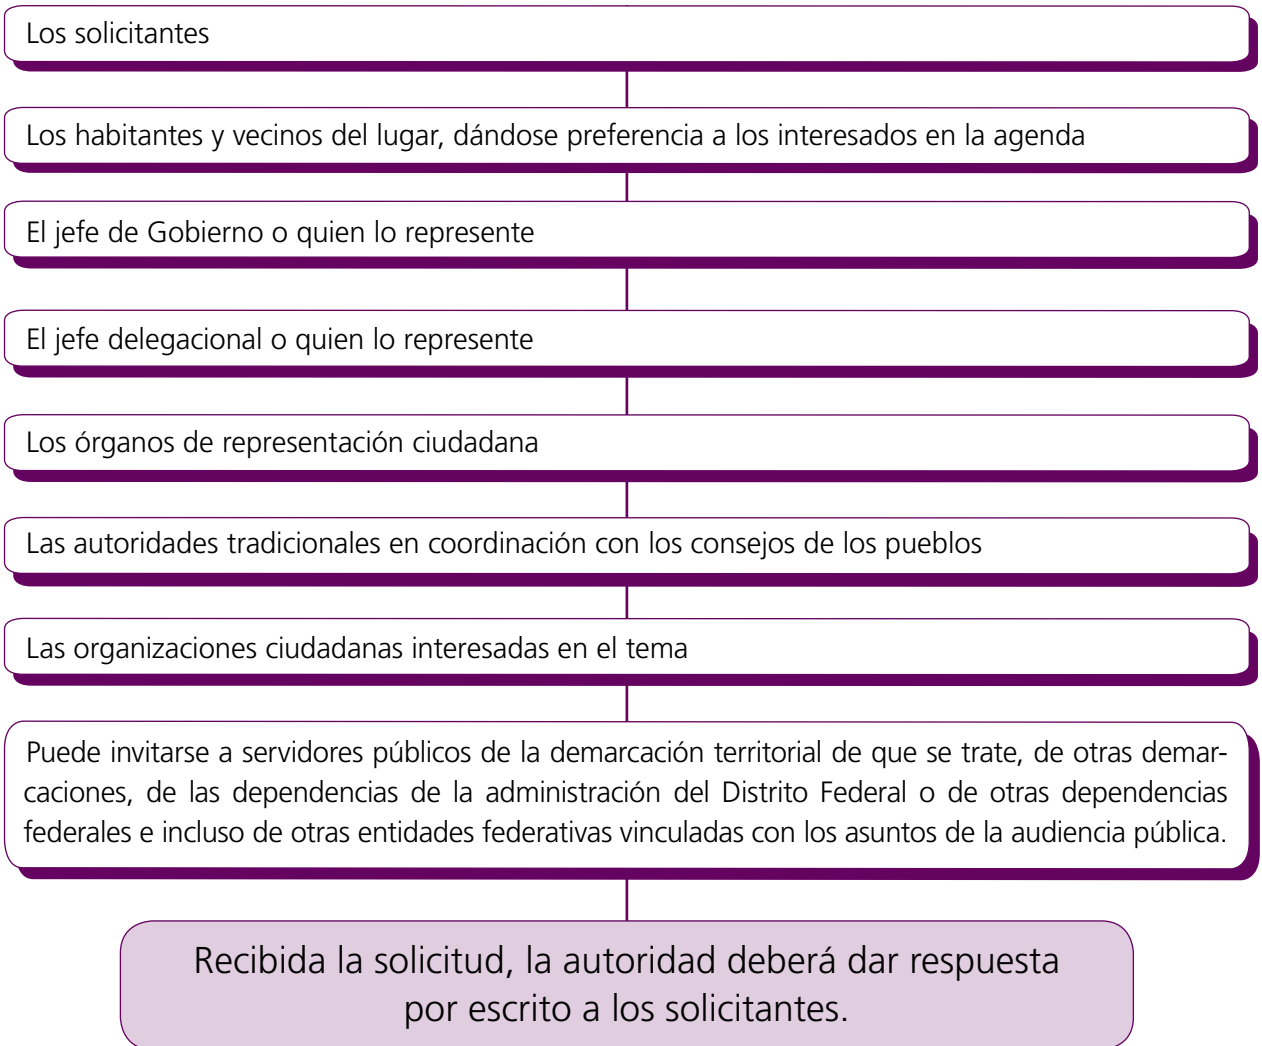 Los solicitantes
Los habitantes y vecinos del lugar, dándose preferencia a los interesados en la agenda
El jefe de Gobierno o quien lo represente
El jefe delegacional o quien lo represente
Los órganos de representación ciudadana
Las autoridades tradicionales en coordinación con los consejos de los pueblos
Las organizaciones ciudadanas interesadas en el tema
Puede invitarse a servidores públicos de la demarcación territorial de que se trate, de otras demar-
caciones, de las dependencias de la administración del Distrito Federal o de otras dependencias
federales e incluso de otras entidades federativas vinculadas con los asuntos de la audiencia pública.
Recibida la solicitud, la autoridad deberá dar respuesta
por escrito a los solicitantes.